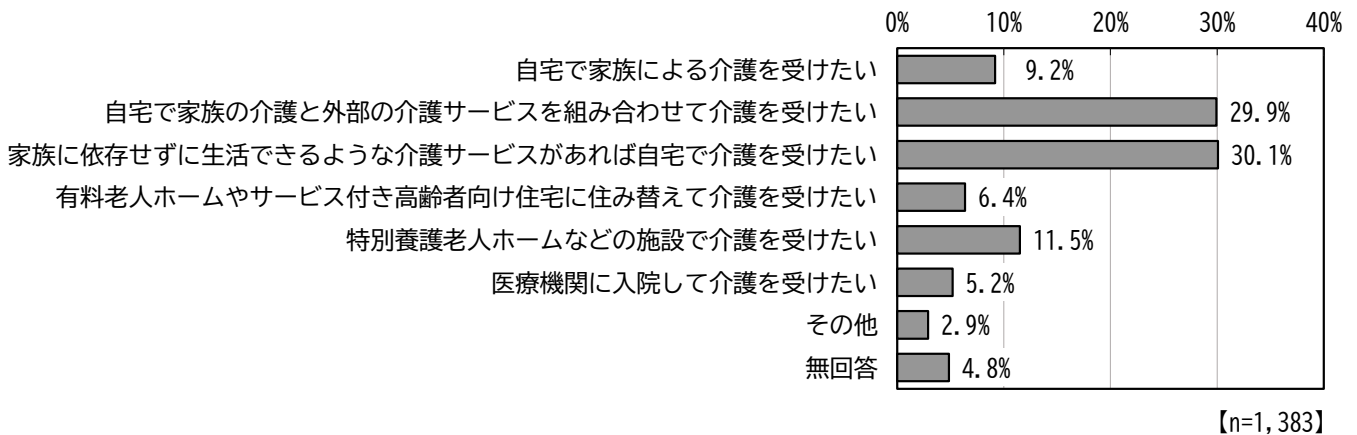 0% 10% 20% 30% 40%
自宅で家族による介護を受けたい 9.2%
自宅で家族の介護と外部の介護サービスを組み合わせて介護を受けたい 29.9%
家族に依存せずに生活できるような介護サービスがあれば自宅で介護を受けたい 30.1%
有料老人ホームやサービス付き高齢者向け住宅に住み替えて介護を受けたい 6.4%
特別養護老人ホームなどの施設で介護を受けたい 11.5%
医療機関に入院して介護を受けたい 5.2%
その他 2.9%
無回答 4.8%
【n=1,383】